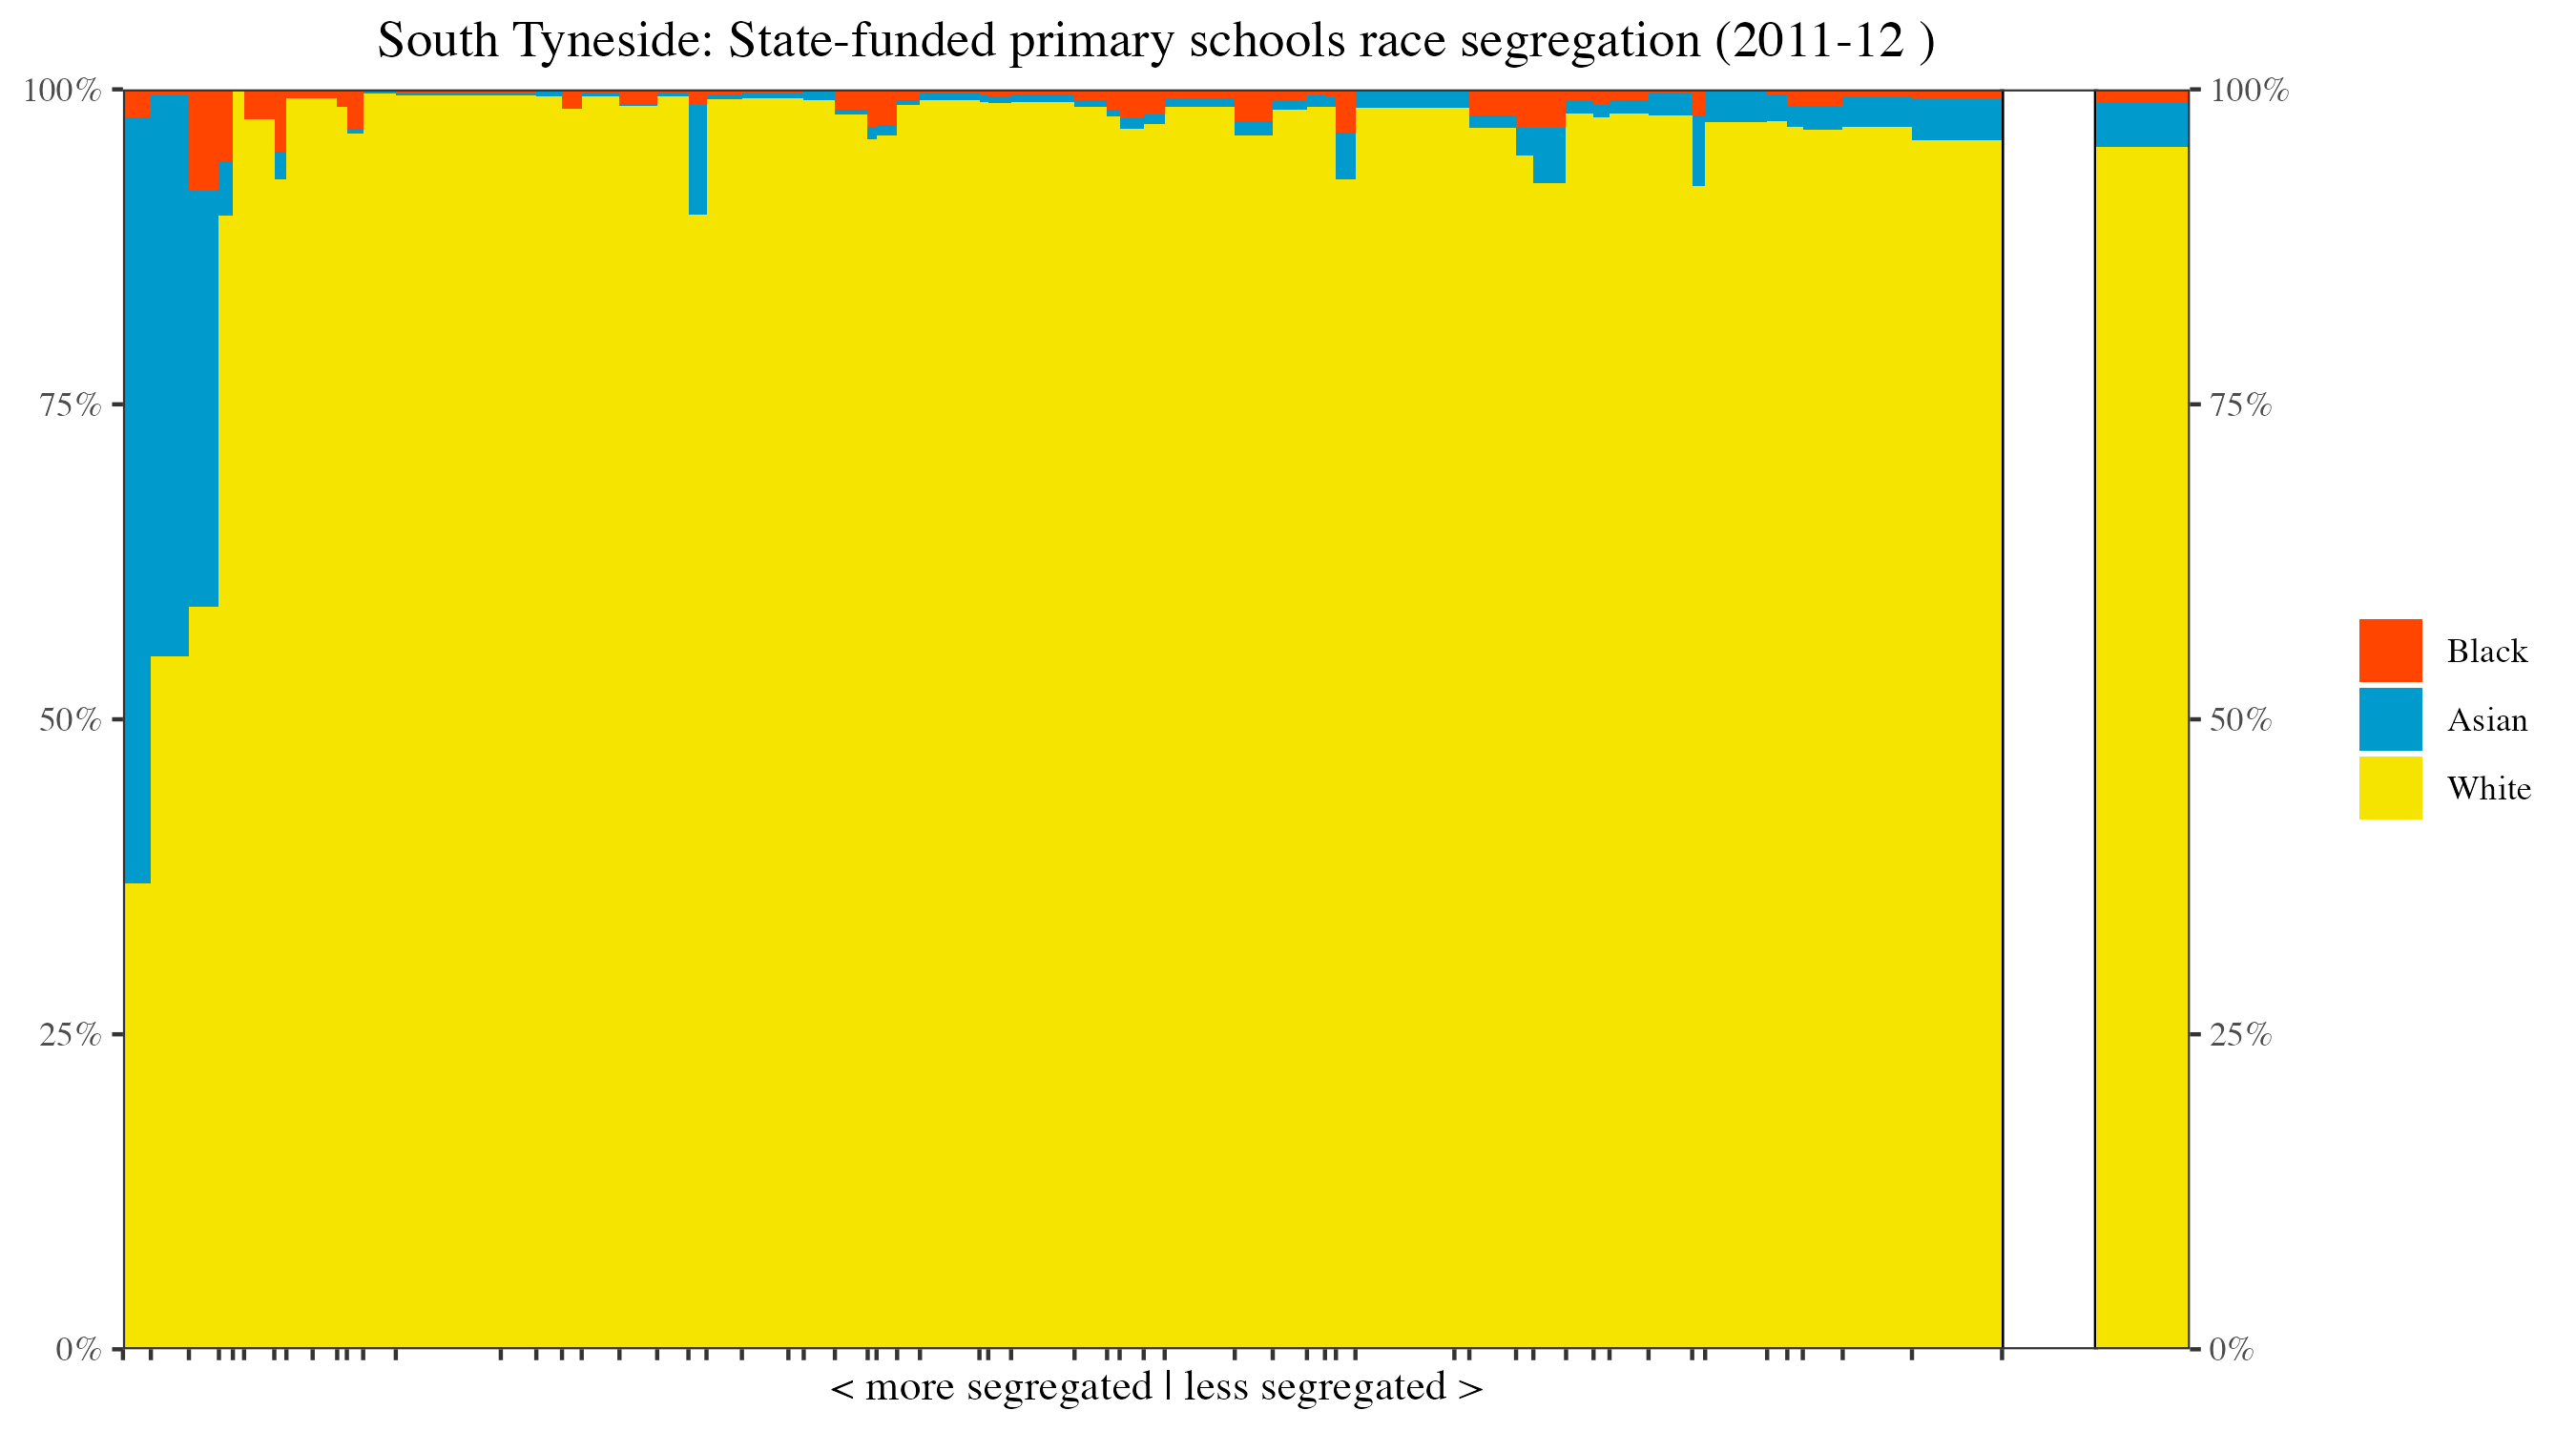 South Tyneside: State-funded primary schools race segregation (2011-12 )
100%
75%
50%
25%
0%
100%
75%
50%
25%
0%
Black
Asian
White
< more segregated | less segregated >